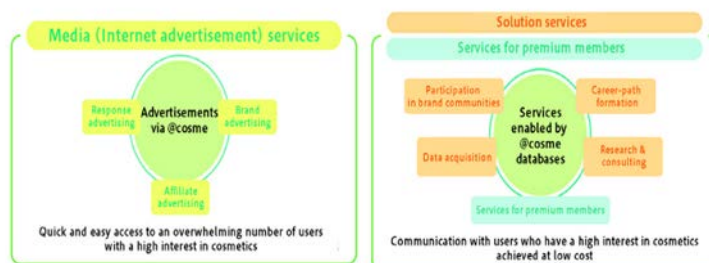 Media (Internet advertisement) services
Response
advertising
Advertisements
via @cosme
Brand
advertising
Affiliate
advertising
Quick and easy access to an overwhelming number of users
with a high interest in cosmetics
Solution services
Services for premium members
Participation
in brand communities
Career-path
formation
Services
enabled by
@cosme
databases
Data acquisition
Research &
consulting
Services for premium members
Communication with users who have a high interest in cosmetics
achieved at low cost